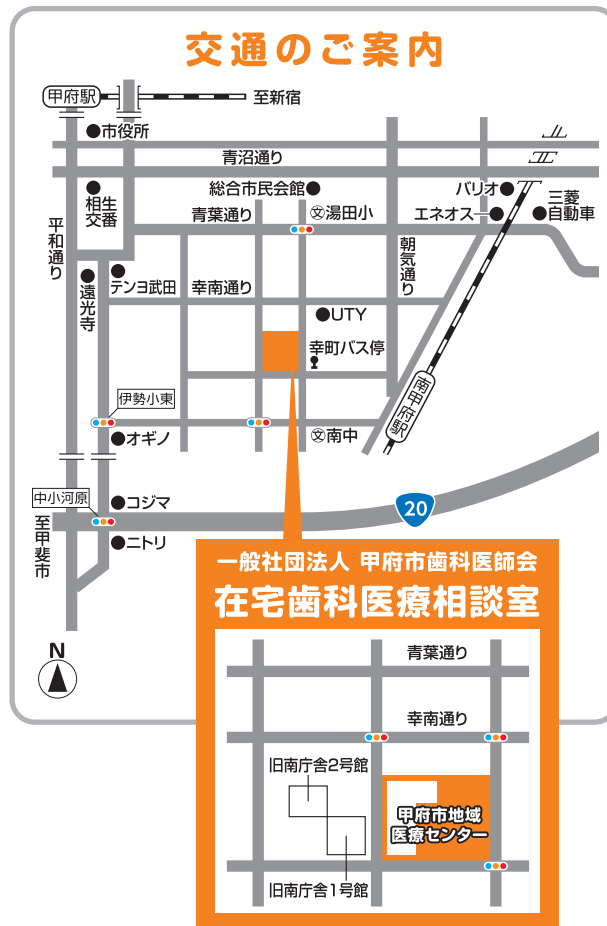 交通のご案内
甲府駅
至新宿
市役所
青沼通り
相生
交番
総合市民会館
バリオ
三菱
自動車
青葉通り
文湯田小
エネオス
平和通り
朝気通り
遠光寺
テンヨ武田
幸南通り
UTY
幸町バス停
南甲府駅
伊勢小東
オギノ
文南中
中小河原
コジマ
20
至甲斐市
ニトリ
一般社団法人 甲府市歯科医師会
在宅歯科医療相談室
N
青葉通り
幸南通り
旧南庁舎2号館
甲府市地域
医療センター
旧南庁舎1号館